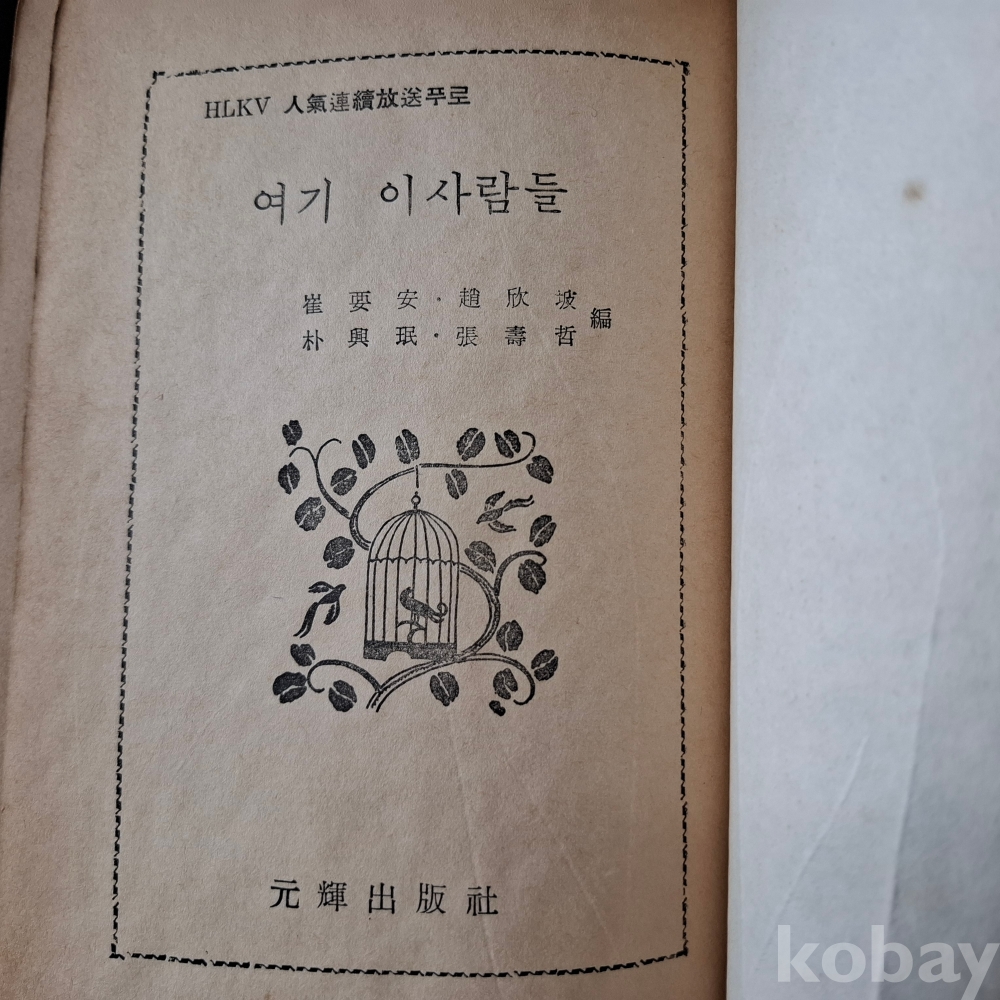 HLKV 人氣連續放送푸로
여기 이사람들
崔要安·趙欣坡
朴興珉·張壽哲 編
元輝出版社
kobay